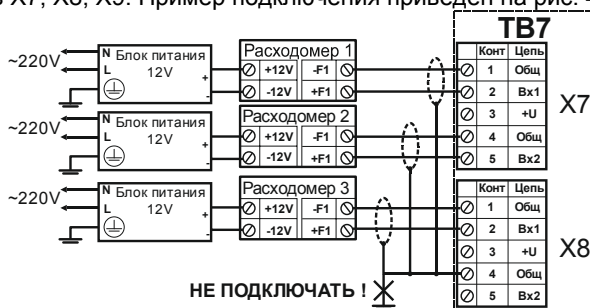 X7, X8, X9. Пример подключения приведен на рис.
ТВ7
~220V
N
L
Блок питания
12V
+
-
Расходомер 1
+12V
-F1
-12V
+F1
Конт
Цепь
1
Общ
2
Вх1
3
+U
4
Общ
5
Вх2
X7
~220V
N
L
Блок питания
12V
+
-
Расходомер 2
+12V
-F1
-12V
+F1
~220V
N
L
Блок питания
12V
+
-
Расходомер 3
+12V
-F1
-12V
+F1
Конт
Цепь
1
Общ
2
Вх1
3
+U
4
Общ
5
Вх2
X8
НЕ ПОДКЛЮЧАТЬ !